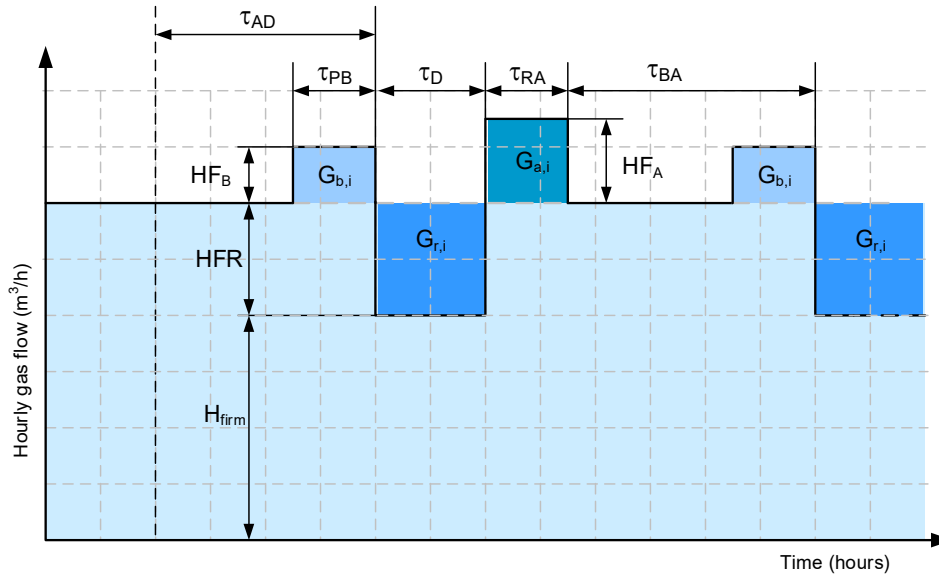 τAD
τPB
τD
τRA
τBA
HFB
Gb,i
Ga,i
HFA
Gb,i
HFR
Gr,i
Gr,i
Hfirm
Hourly gas flow (m³/h)
Time (hours)